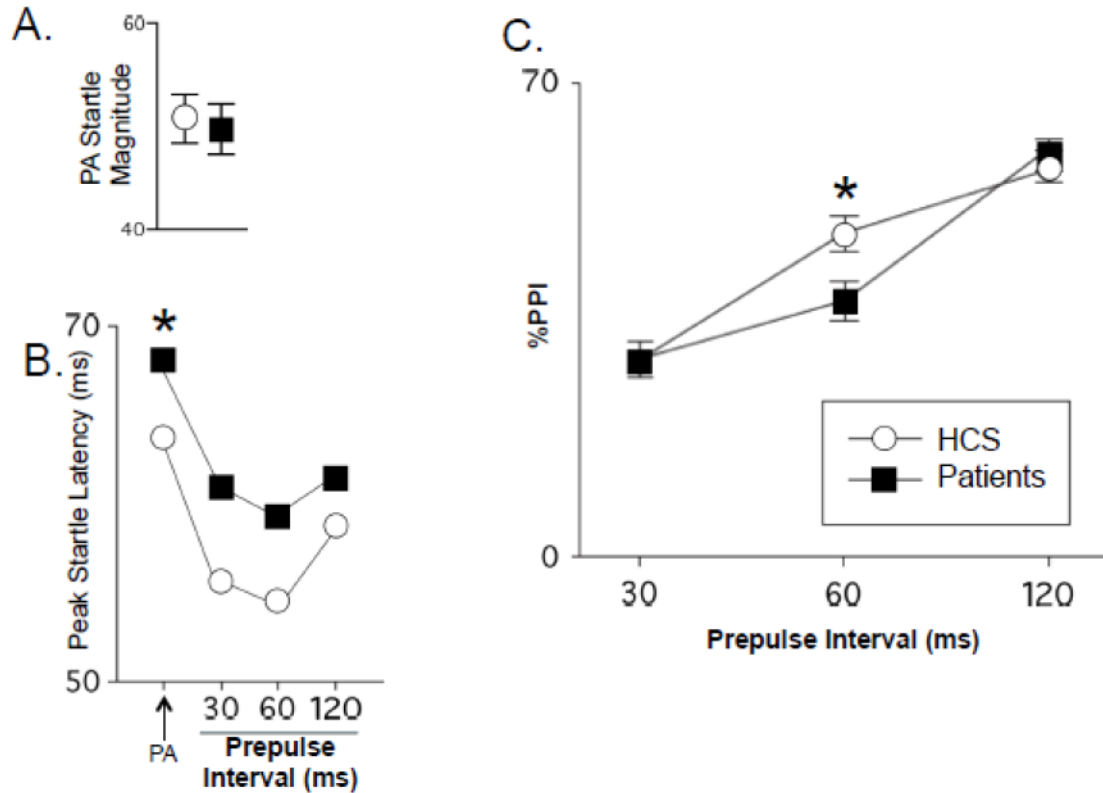 A.
60
PA Startle
Magnitude
40
B.
70
*
Peak Startle Latency (ms)
50
30 60 120
PA
Prepulse
Interval (ms)
C.
70
*
%PPI
HCS
Patients
0
30 60 120
Prepulse Interval (ms)